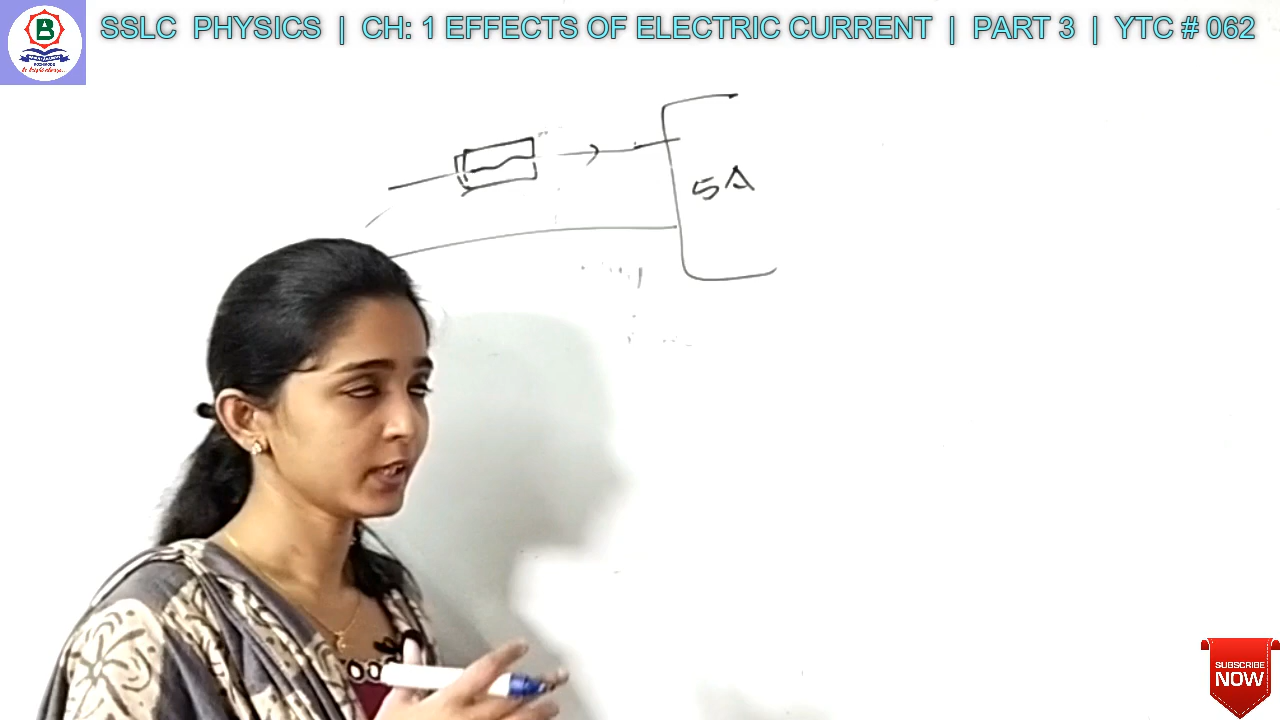 SSLC PHYSICS | CH: 1 EFFECTS OF ELECTRIC CURRENT | PART 3 | YTC # 062
B
5A
SUBSCRIBE
NOW